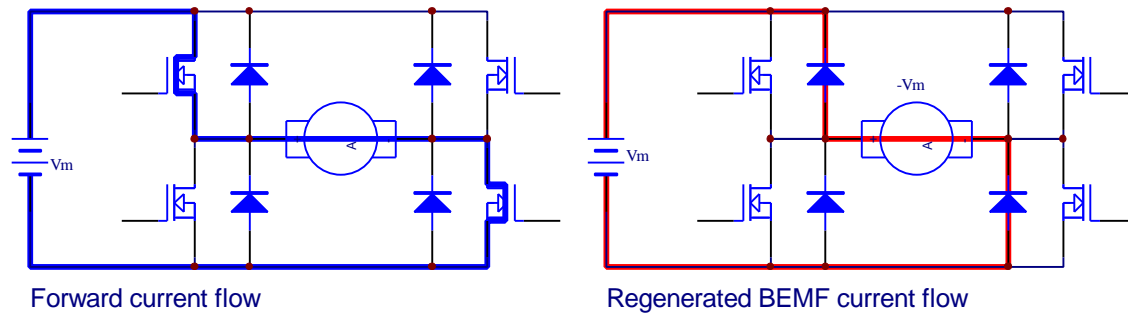 Vm
A
Forward current flow
-Vm
Vm
A
Regenerated BEMF current flow